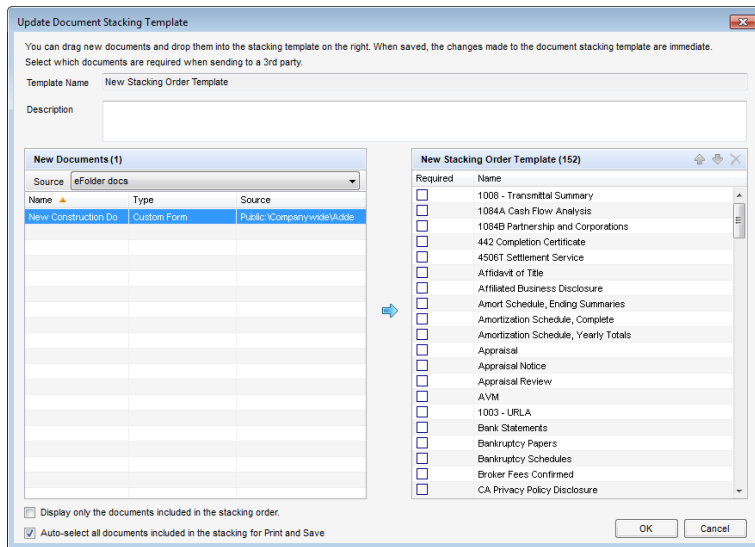 Update Document Stacking Template
You can drag new documents and drop them into the stacking template on the right. When saved, the changes made to the document stacking template are immediate.
Select which documents are required when sending to a 3rd party.
Template Name New Stacking Order Template
Description
New Documents (1)
Source eFolder docs
Name Type Source
New Construction Do Custom Form Public:\Companywide\Adde
New Stacking Order Template (152)
Required Name
1008 - Transmittal Summary
1084A Cash Flow Analysis
1084B Partnership and Corporations
442 Completion Certificate
4506T Settlement Service
Affidavit of Title
Affiliated Business Disclosure
Amort Schedule, Ending Summaries
Amortization Schedule, Complete
Amortization Schedule, Yearly Totals
Appraisal
Appraisal Notice
Appraisal Review
AVM
1003 - URLA
Bank Statements
Bankruptcy Papers
Bankruptcy Schedules
Broker Fees Confirmed
CA Privacy Policy Disclosure
Display only the documents included in the stacking order.
Auto-select all documents included in the stacking for Print and Save
OK Cancel